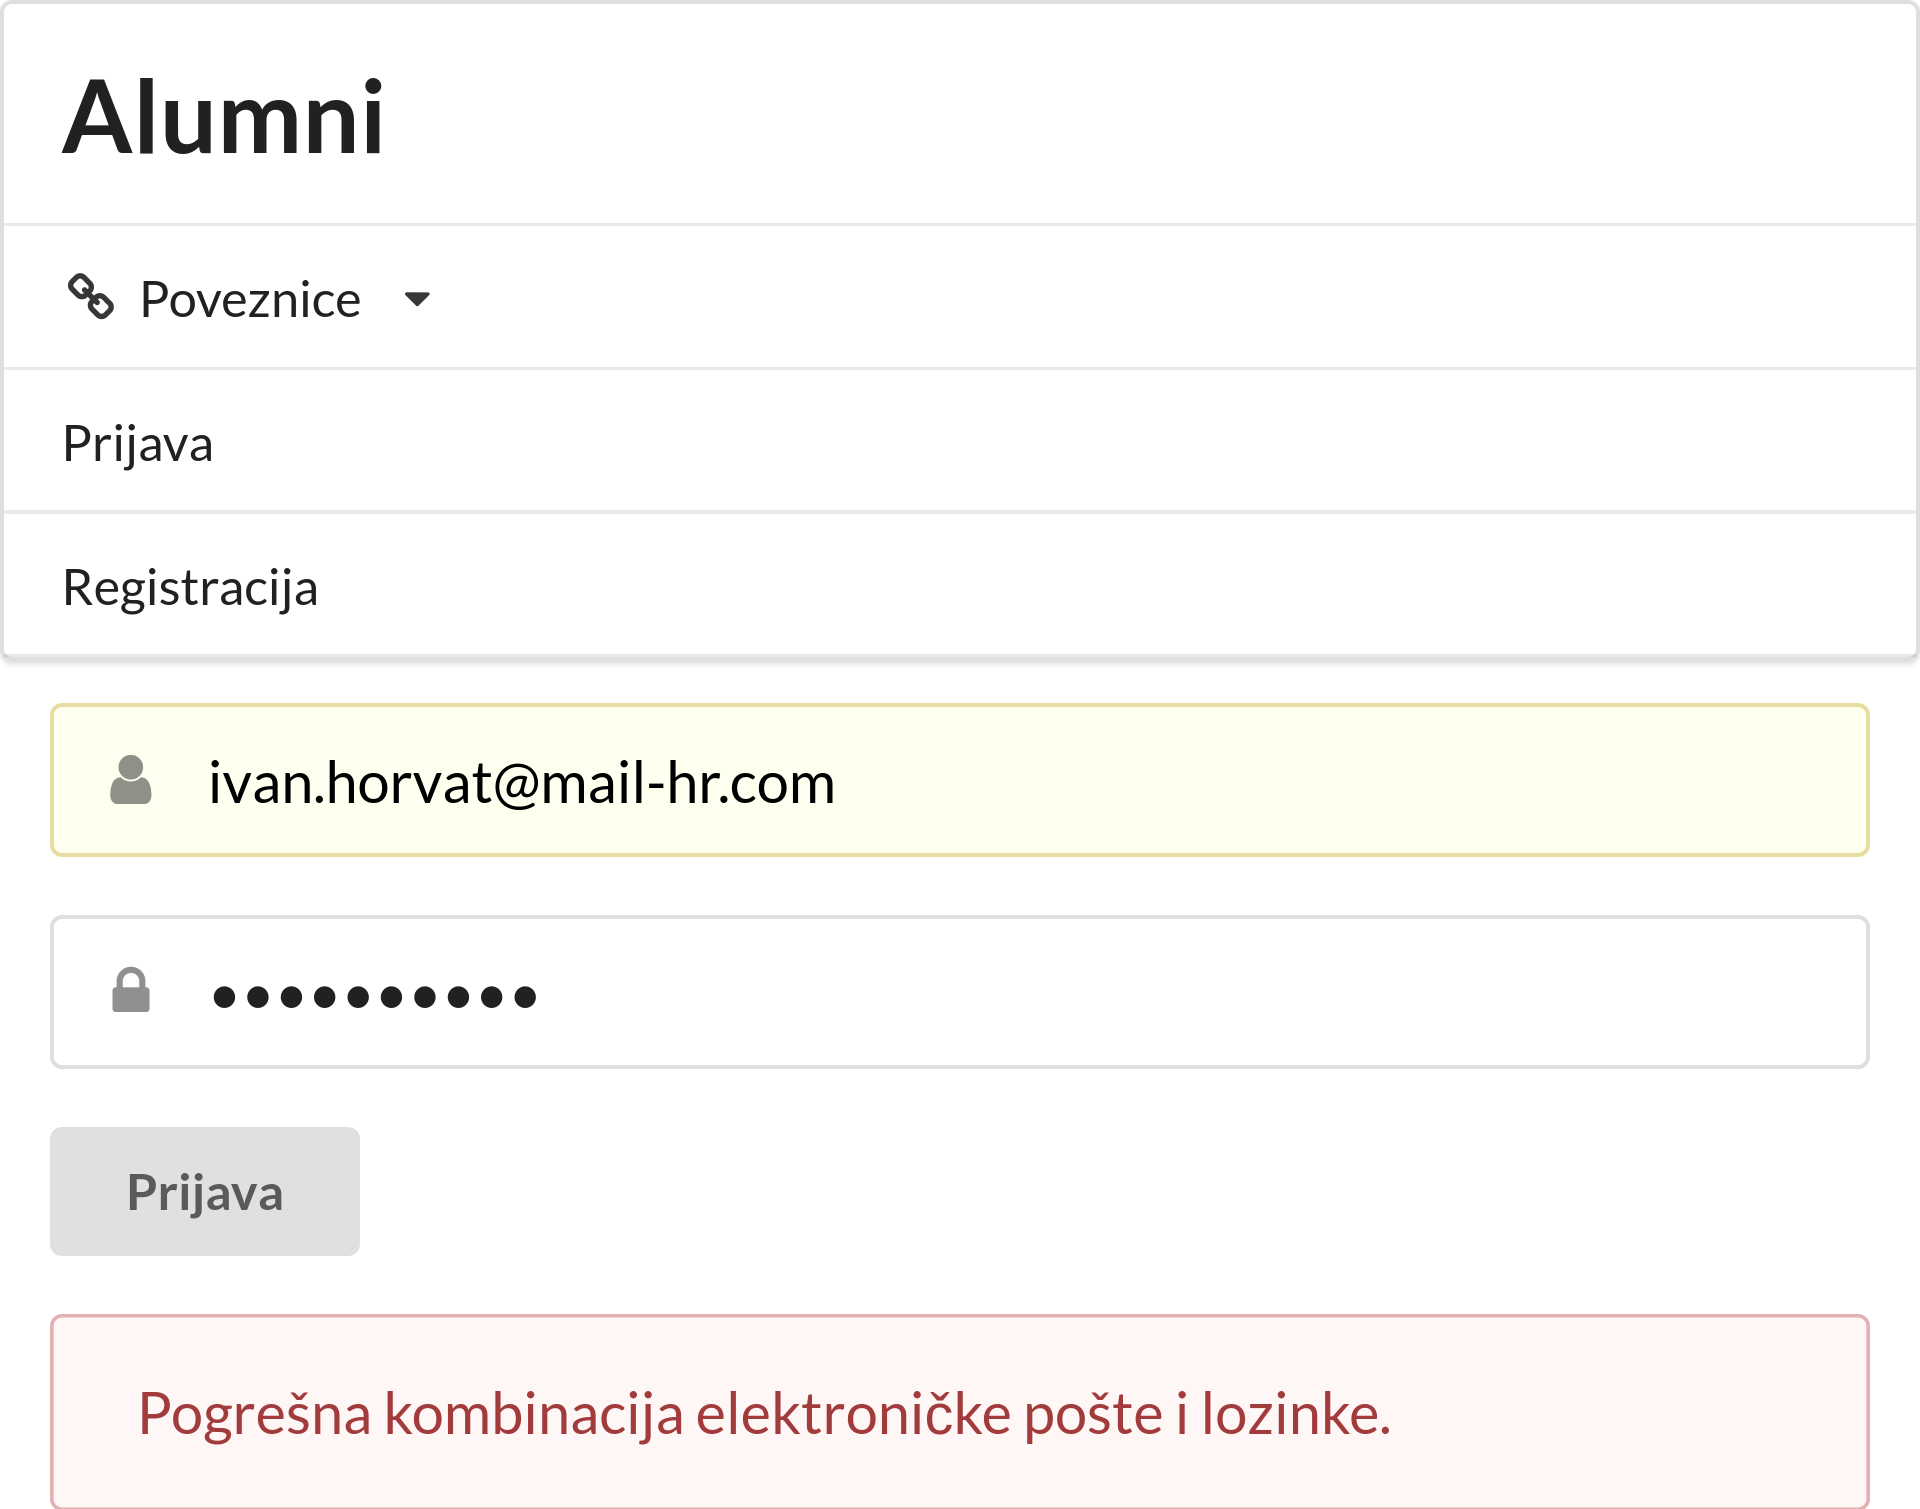 Alumni
Poveznice
Prijava
Registracija
ivan.horvat@mail-hr.com
••••••••••
Prijava
Pogrešna kombinacija elektroničke pošte i lozinke.